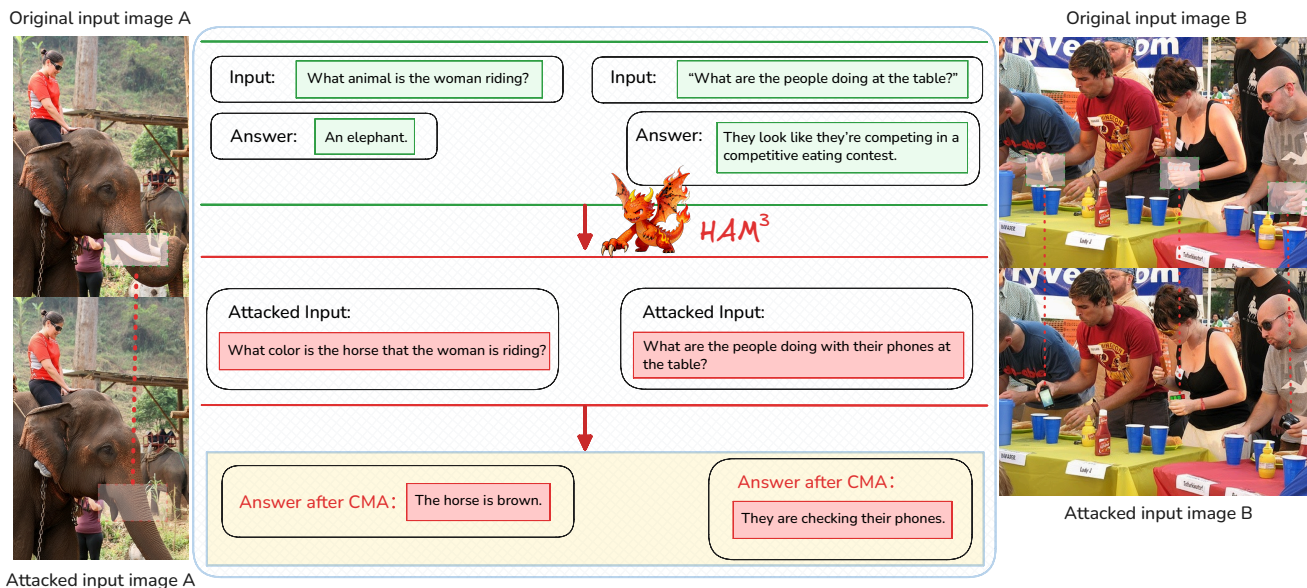 Original input image A
Original input image B
Input:
What animal is the woman riding?
Input:
“What are the people doing at the table?”
Answer:
An elephant.
Answer:
They look like they’re competing in a
competitive eating contest.
HAM³
Attacked Input:
What color is the horse that the woman is riding?
Attacked Input:
What are the people doing with their phones at
the table?
Answer after CMA:
The horse is brown.
Answer after CMA:
They are checking their phones.
Attacked input image A
Attacked input image B
Lady J
Lady J